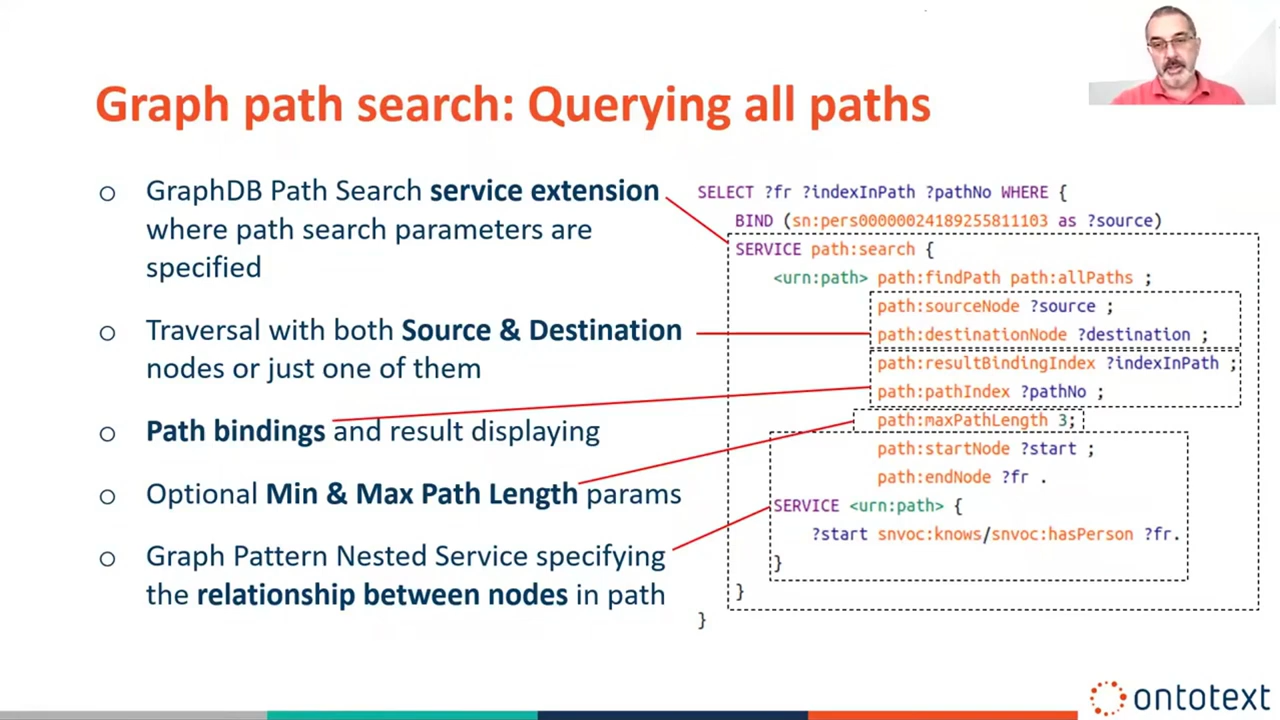 Graph path search: Querying all paths
GraphDB Path Search service extension
where path search parameters are
specified
Traversal with both Source & Destination
nodes or just one of them
Path bindings and result displaying
Optional Min & Max Path Length params
Graph Pattern Nested Service specifying
the relationship between nodes in path
SELECT ?fr ?indexInPath ?pathNo WHERE {
BIND (sn:pers00000024189255811103 as ?source)
SERVICE path:search {
<urn:path> path:findPath path:allPaths ;
path:sourceNode ?source ;
path:destinationNode ?destination ;
path:resultBindingIndex ?indexInPath ;
path:pathIndex ?pathNo ;
path:maxPathLength 3;
path:startNode ?start ;
path:endNode ?fr .
SERVICE <urn:path> {
?start snvoc:knows/snvoc:hasPerson ?fr.
}
}
}
ontotext